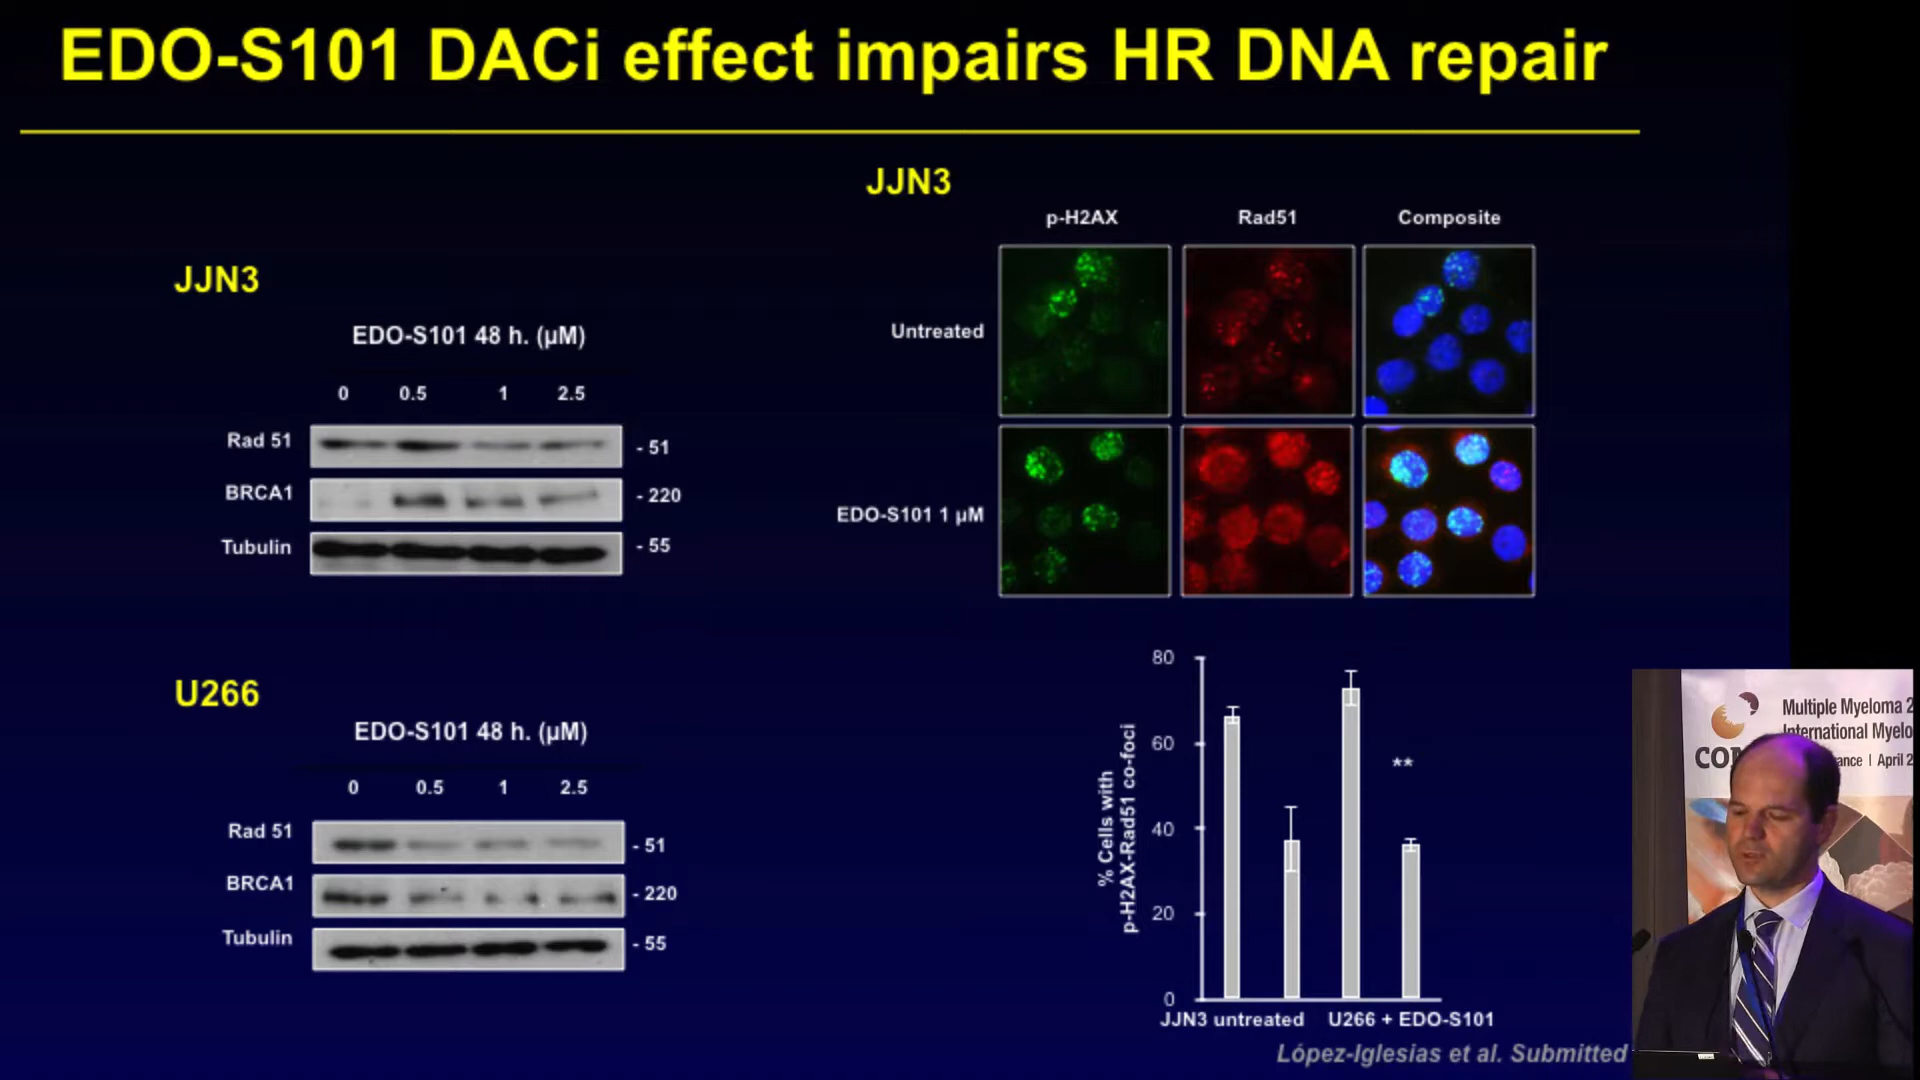 EDO-S101 DACi effect impairs HR DNA repair
JJN3
EDO-S101 48 h. (µM)
0 0.5 1 2.5
Rad 51 - 51
BRCA1 - 220
Tubulin - 55
U266
EDO-S101 48 h. (µM)
0 0.5 1 2.5
Rad 51 - 51
BRCA1 - 220
Tubulin - 55
JJN3
p-H2AX Rad51 Composite
Untreated
EDO-S101 1 µM
% Cells with
p-H2AX-Rad51 co-foci
80
60
40
20
0
**
JJN3 untreated U266 + EDO-S101
López-Iglesias et al. Submitted
Multiple Myeloma 2
International Myelo
CO
ance | April 2